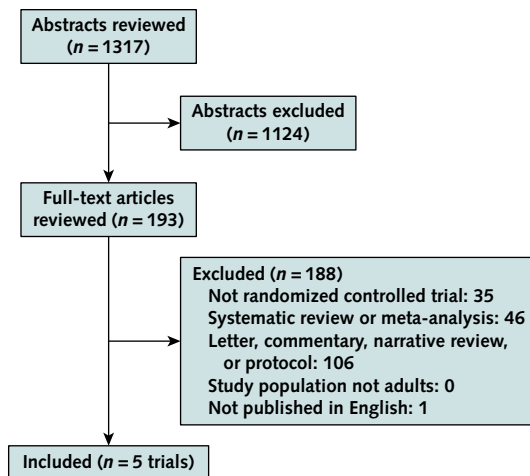 Abstracts reviewed
(n = 1317)
Abstracts excluded
(n = 1124)
Full-text articles
reviewed (n = 193)
Excluded (n = 188)
Not randomized controlled trial: 35
Systematic review or meta-analysis: 46
Letter, commentary, narrative review,
or protocol: 106
Study population not adults: 0
Not published in English: 1
Included (n = 5 trials)